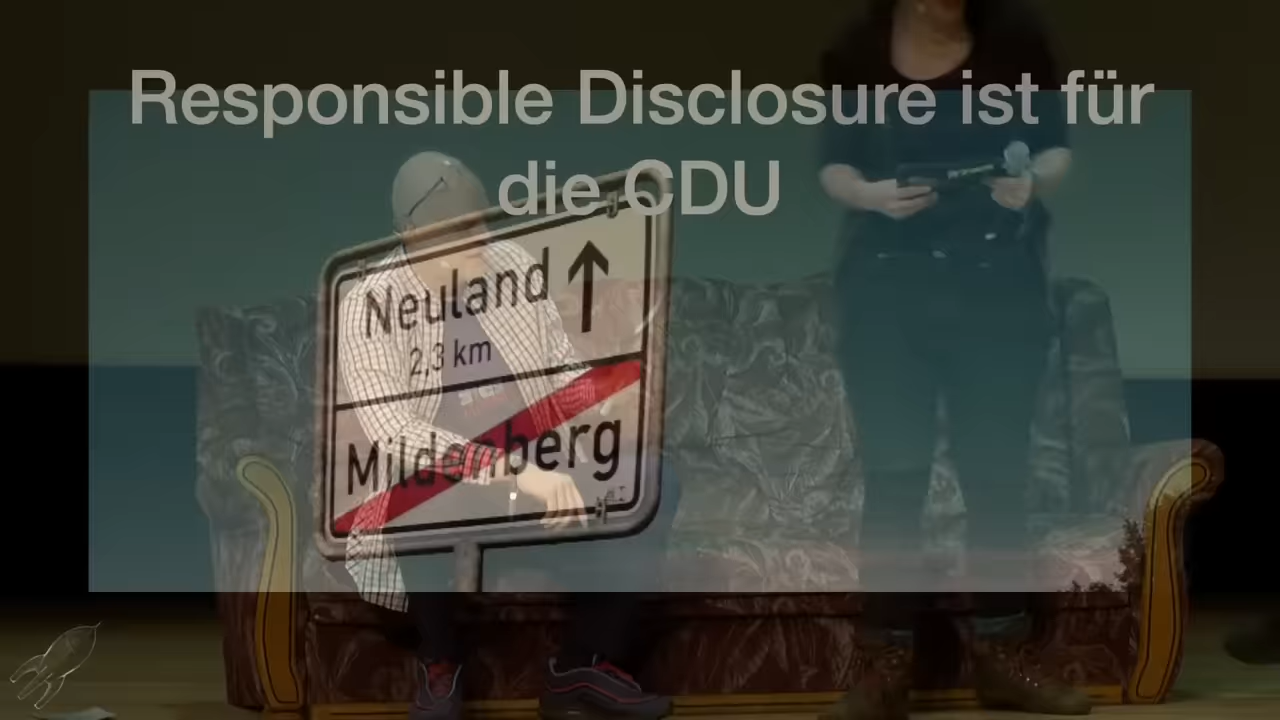 Responsible Disclosure ist für
die CDU
Neuland
2,3 km
Mildenberg